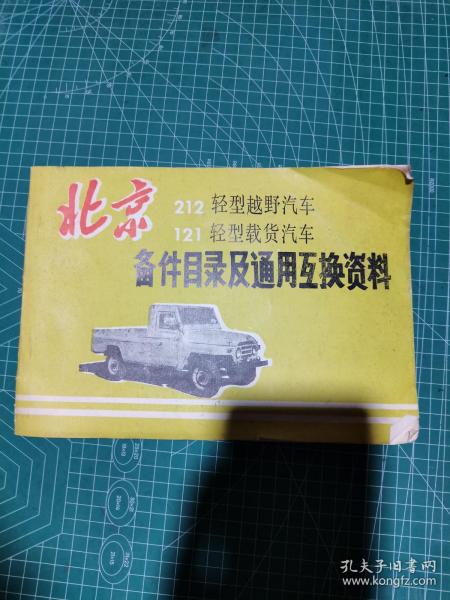 北京
212 轻型越野汽车
121 轻型载货汽车
备件目录及通用互换资料
孔夫子旧书网
www.kongfz.com